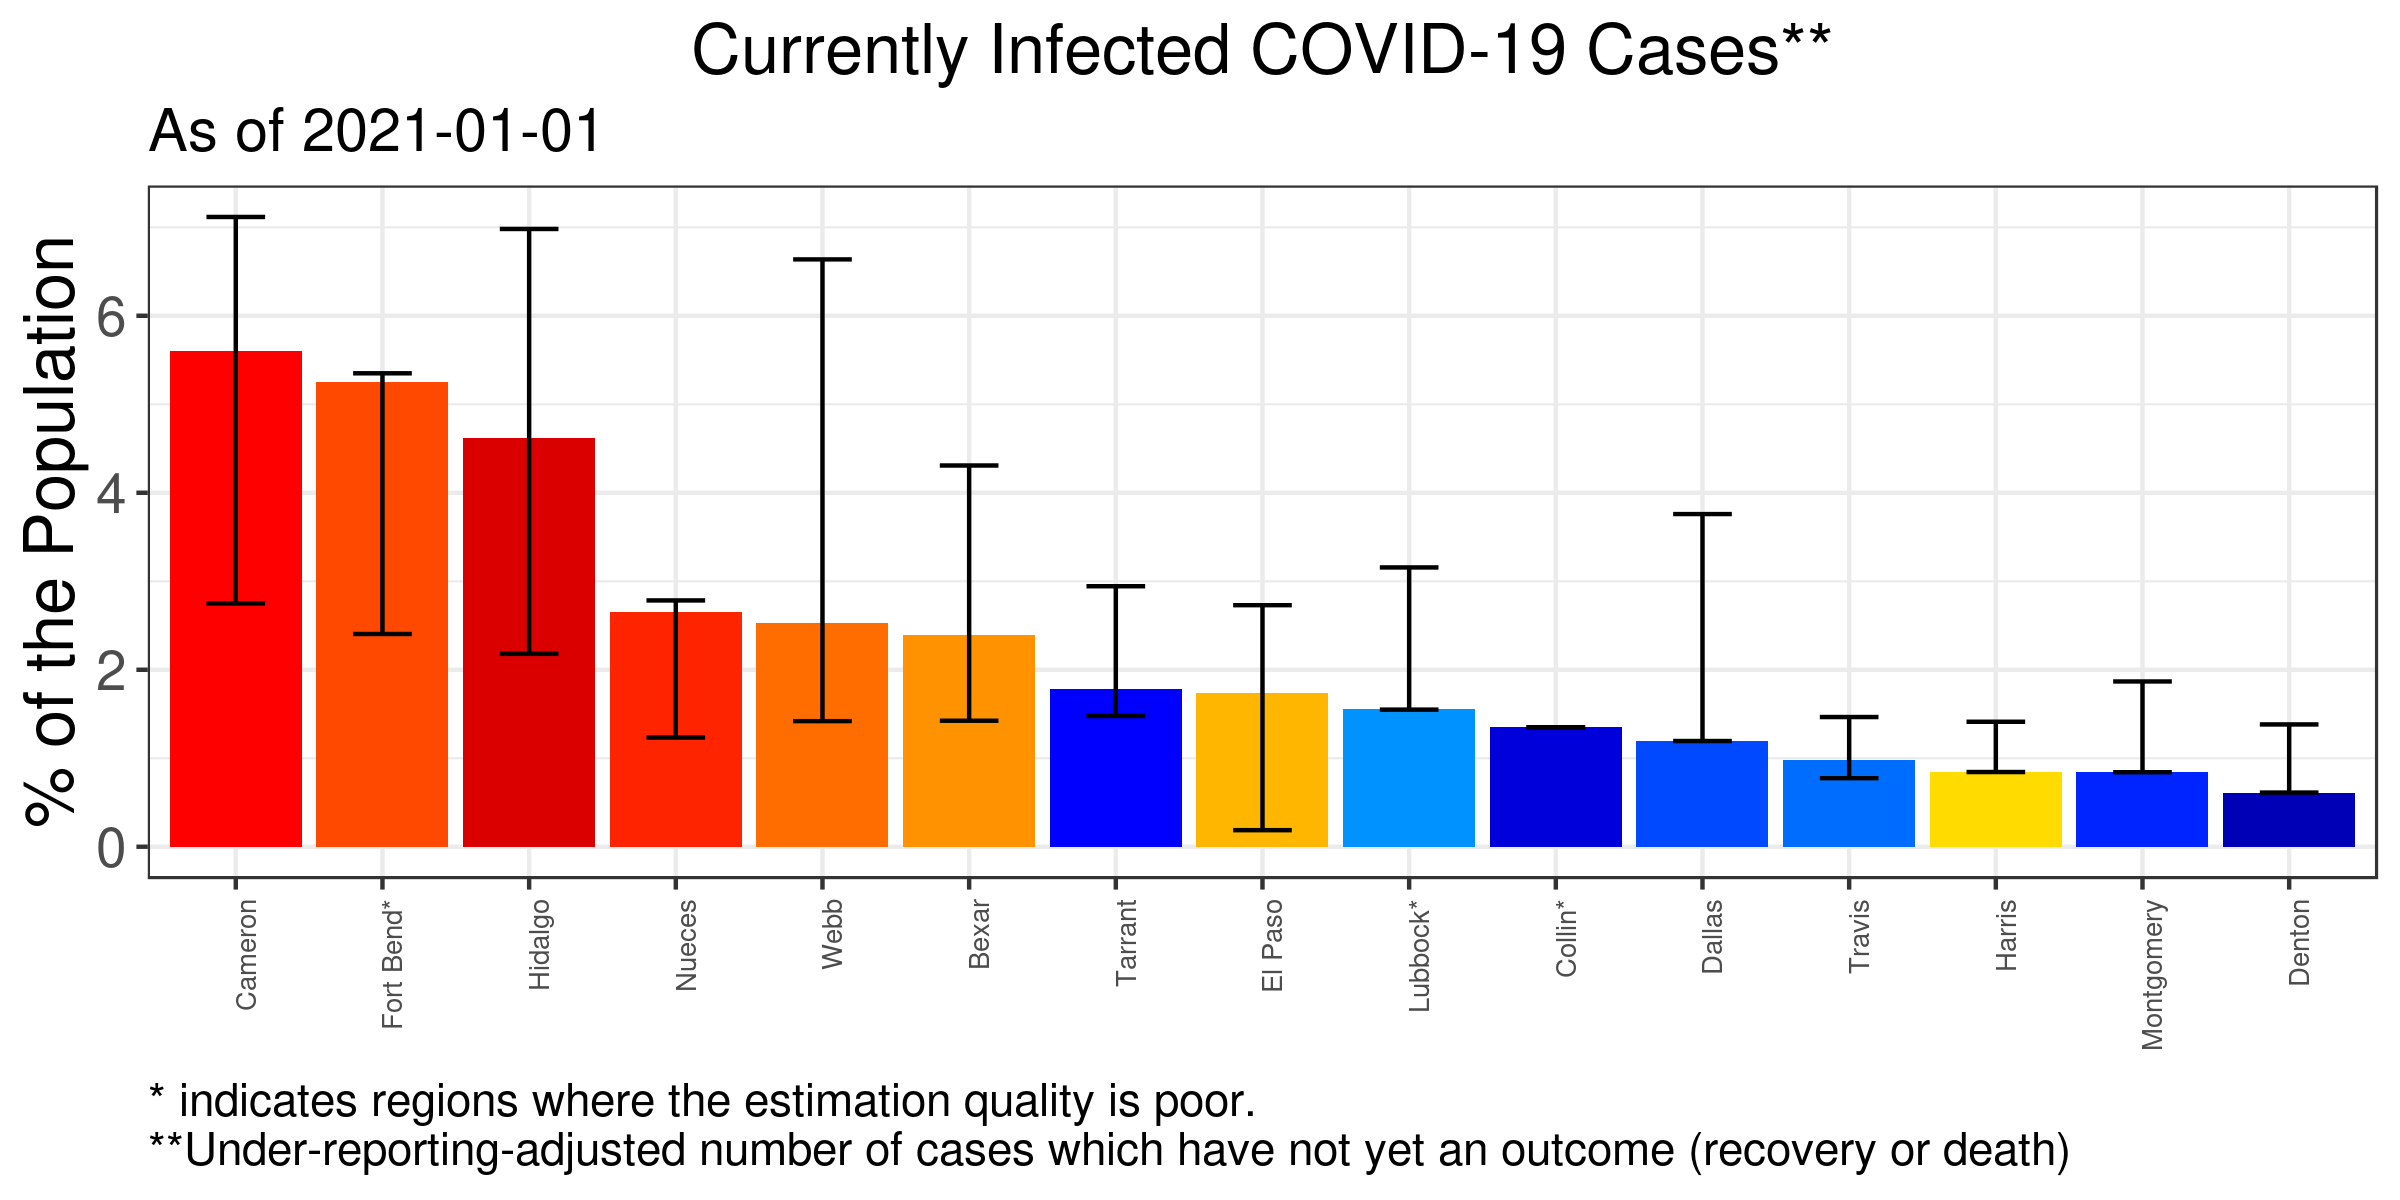 Currently Infected COVID-19 Cases**
As of 2021-01-01
% of the Population
6
4
2
0
Cameron
Fort Bend*
Hidalgo
Nueces
Webb
Bexar
Tarrant
El Paso
Lubbock*
Collin*
Dallas
Travis
Harris
Montgomery
Denton
* indicates regions where the estimation quality is poor.
**Under-reporting-adjusted number of cases which have not yet an outcome (recovery or death)